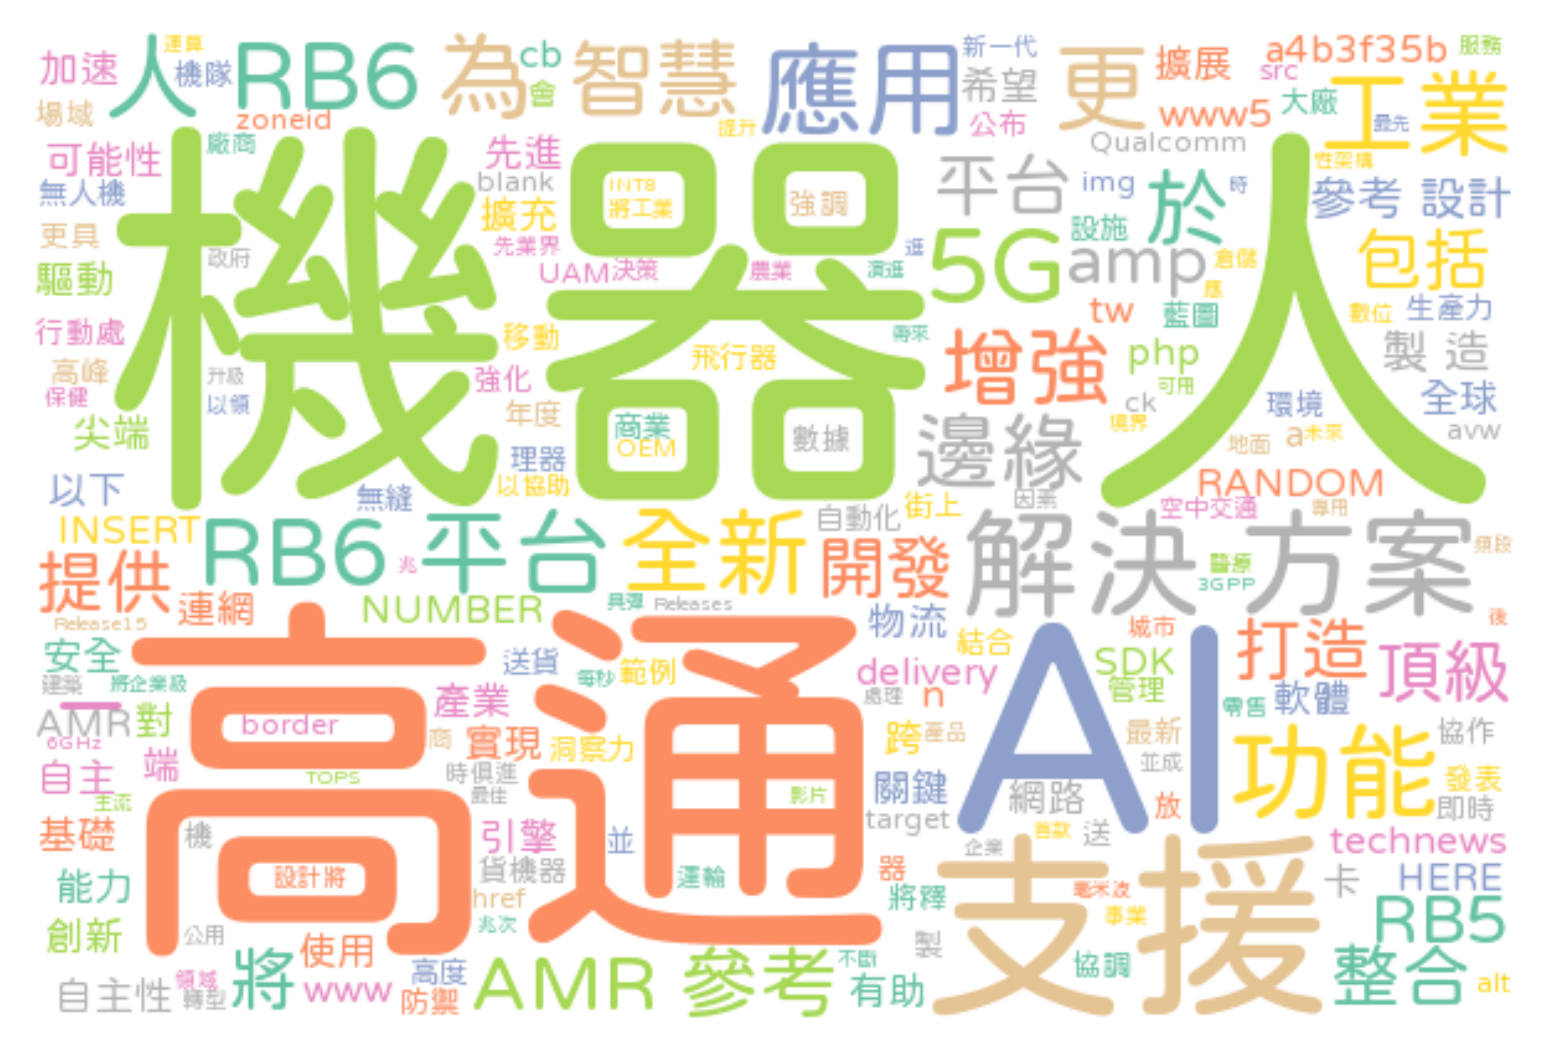 加速
人
運算
機隊
RB6
為
cb
會
智慧
應用
新一代
希望
公布
更
擴展
www5
a4b3f35b
src
服務
大廠
工業
最先
場域
zoneid
廠商
提升
Qualcomm
性架構
可能性
無人機
更具
驅動
政府
先進
blank
擴充
先業界
UAM
決策
INT8
將工業
強調
農業
演進
進
平台
img
於
時
參考 設計
設施
5G
amp
倉儲
應
包括
機器人
行動處
高峰
保健
尖端
升級
以領
移動
強化
年度
理器
以協助
飛行器
帶來
商業
OEM
數據
增強
tw
藍圖
php
可用
ck
境界
數位
生產力
製 造
環境
全球
地面
a
未來
avw
邊緣
以下
無縫
因素
RANDOM
空中交通
專用
INSERT
RB6 平台
兆
全新
自動化
街上
開發
解決方案
醫療
3GPP
頻段
提供
Release15
連網
NUMBER
具彈
Releases
物流
結合
城市
後
安全
建築
將企業級
送貨
每秒
範例
delivery
處理
n
SDK
管理
打造
頂級
零售
軟體
高通
AI
AMR
對
6GHz
border
產業
商
實現
洞察力
跨
產品
最新
並成
功能
協作
自主
端
主流
TOPS
時俱進
最佳
影片
關鍵
網路
放
發表
即時
基礎
機
引擎
並
target
首款
送
企業
technews
能力
設計將
貨機器
href
運輸
器
將釋
支援
毫米波
事業
卡
HERE
創新
公用
兆次
製
RB5
自主性
領域
轉型
將
使用
www
高度
防禦
AMR 參考
不斷
有助
協調
整合
alt